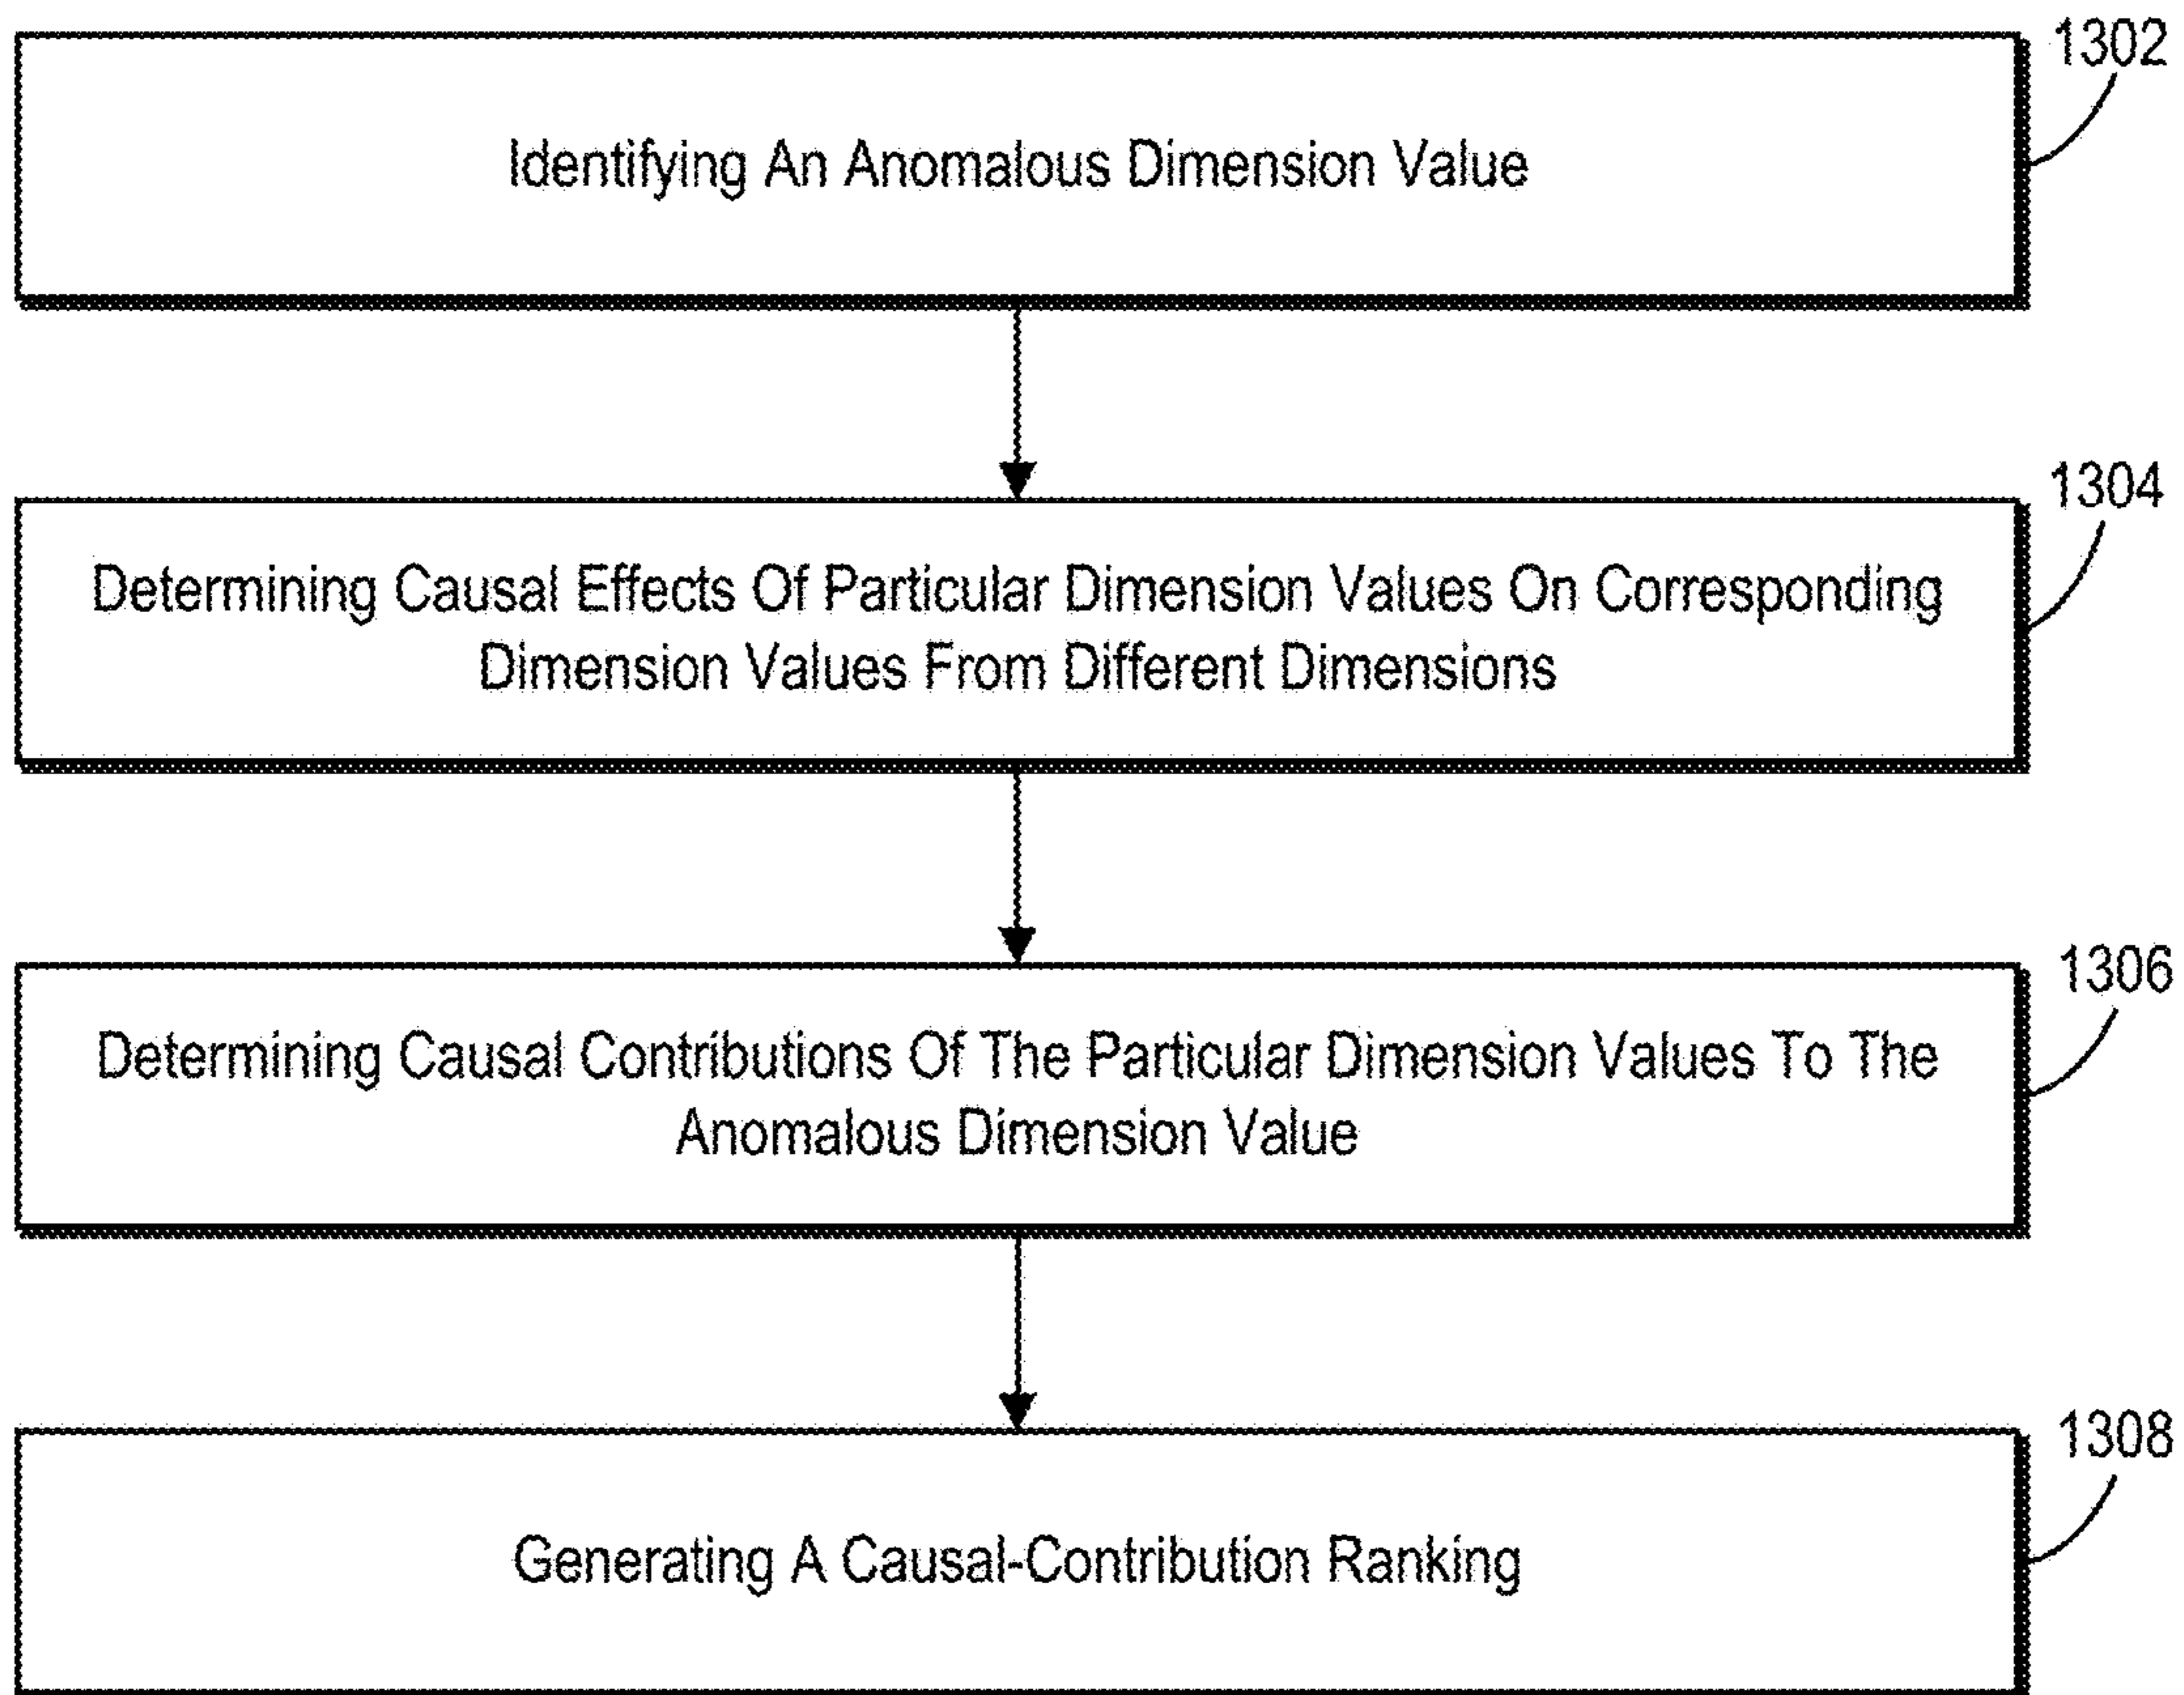 1302
Identifying An Anomalous Dimension Value
1304
Determining Causal Effects Of Particular Dimension Values On Corresponding
Dimension Values From Different Dimensions
1306
Determining Causal Contributions Of The Particular Dimension Values To The
Anomalous Dimension Value
1308
Generating A Causal-Contribution Ranking